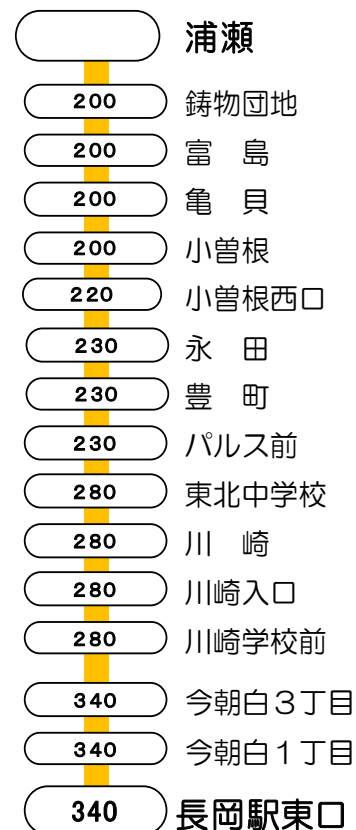 浦瀬
200 鋳物団地
200 富　島
200 亀　貝
200 小曽根
220 小曽根西口
230 永　田
230 豊　町
230 パルス前
280 東北中学校
280 川　崎
280 川崎入口
280 川崎学校前
340 今朝白３丁目
340 今朝白１丁目
340 長岡駅東口